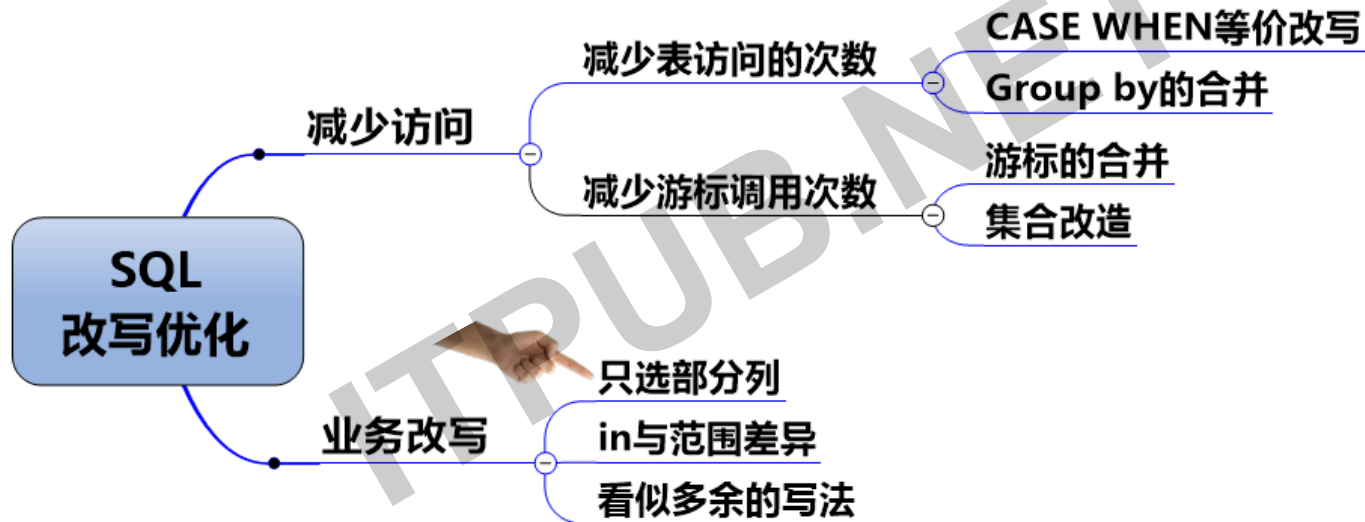 CASE WHEN等价改写
减少表访问的次数
Group by的合并
减少访问
游标的合并
减少游标调用次数
集合改造
SQL
改写优化
只选部分列
业务改写
in与范围差异
看似多余的写法
ITPUB.NET